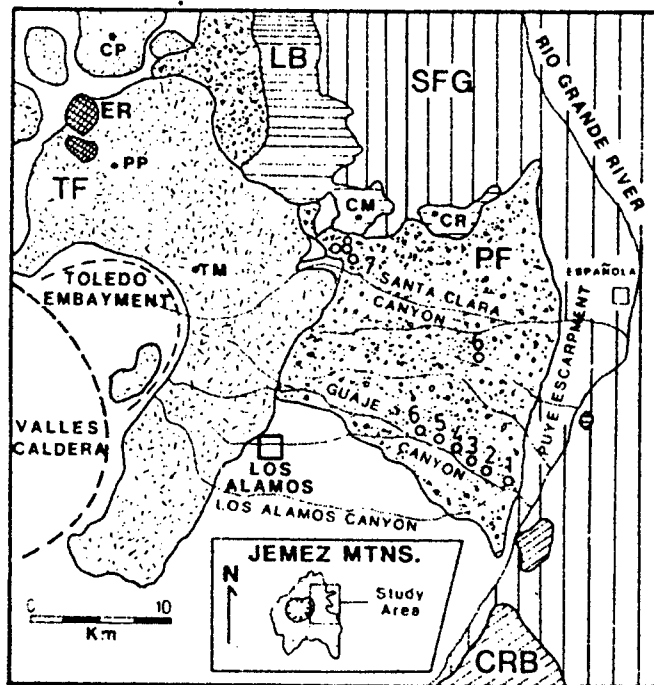 CP
LB
SFG
RIO GRANDE RIVER
ER
PP
TF
CM
CR
8
7
PF
TM
SANTA CLARA
CANYON
TOLEDO
EMBAYMENT
ESPAÑOLA
PUYE ESCARPMENT
GUAJE
CANYON
6
5
4
3
2
1
VALLES
CALDERA
LOS
ALAMOS
LOS ALAMOS CANYON
JEMEZ MTNS.
N
Study
Area
0 10
Km
CRB